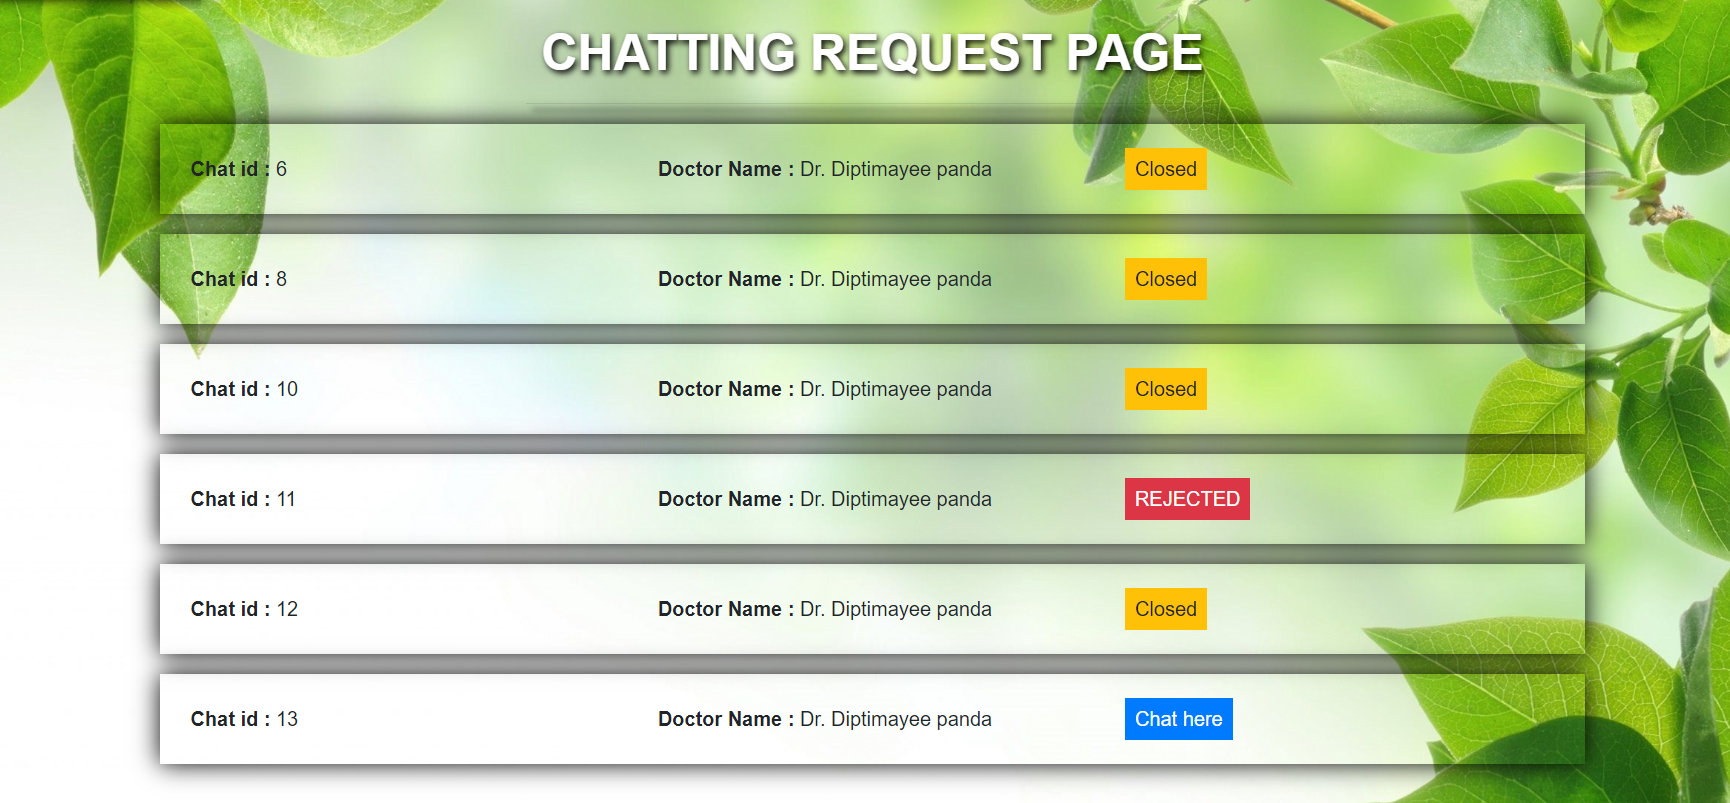 CHATTING REQUEST PAGE
Chat id : 6 Doctor Name : Dr. Diptimayee panda Closed
Chat id : 8 Doctor Name : Dr. Diptimayee panda Closed
Chat id : 10 Doctor Name : Dr. Diptimayee panda Closed
Chat id : 11 Doctor Name : Dr. Diptimayee panda REJECTED
Chat id : 12 Doctor Name : Dr. Diptimayee panda Closed
Chat id : 13 Doctor Name : Dr. Diptimayee panda Chat here